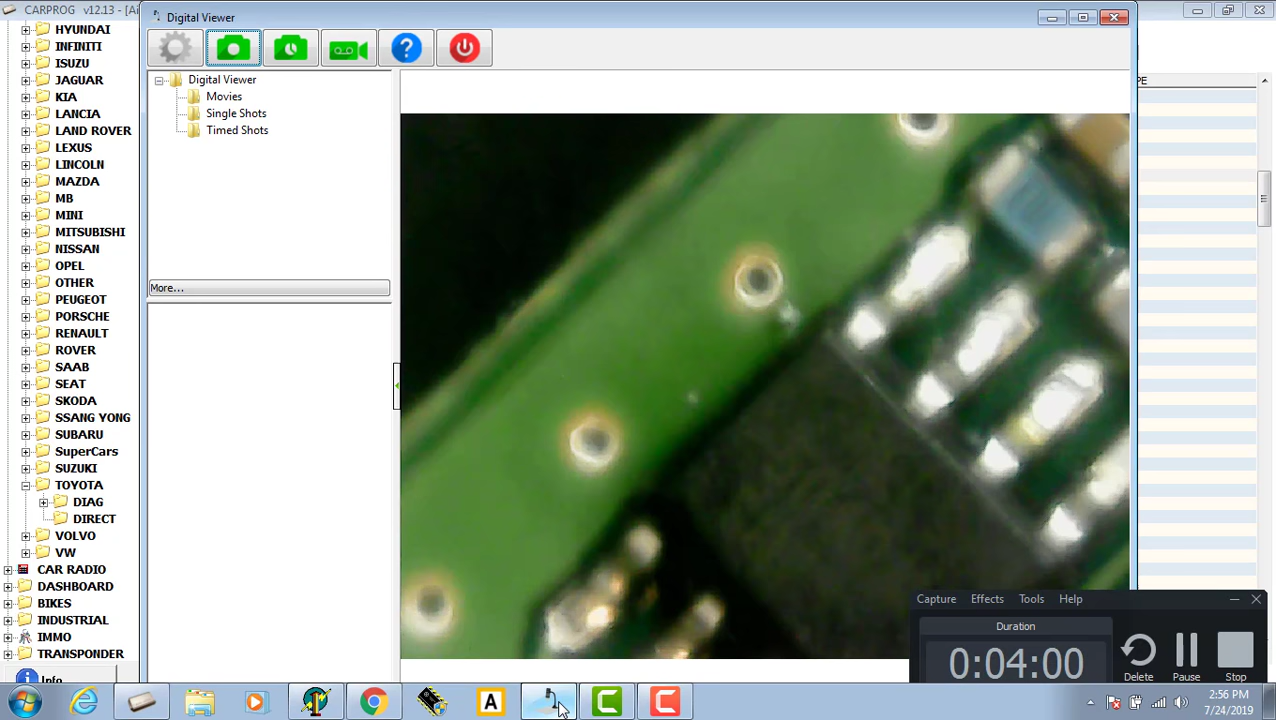 CARPROG v12.13 - [Ai
Digital Viewer
HYUNDAI
INFINITI
ISUZU
JAGUAR
KIA
LANCIA
LAND ROVER
LEXUS
LINCOLN
MAZDA
MB
MINI
MITSUBISHI
NISSAN
OPEL
OTHER
PEUGEOT
PORSCHE
RENAULT
ROVER
SAAB
SEAT
SKODA
SSANG YONG
SUBARU
SuperCars
SUZUKI
TOYOTA
DIAG
DIRECT
VOLVO
VW
CAR RADIO
DASHBOARD
BIKES
INDUSTRIAL
IMMO
TRANSPONDER
Info
Digital Viewer
Movies
Single Shots
Timed Shots
More...
PE
Capture Effects Tools Help
Duration
0:04:00
Delete Pause Stop
A
2:56 PM
7/24/2019